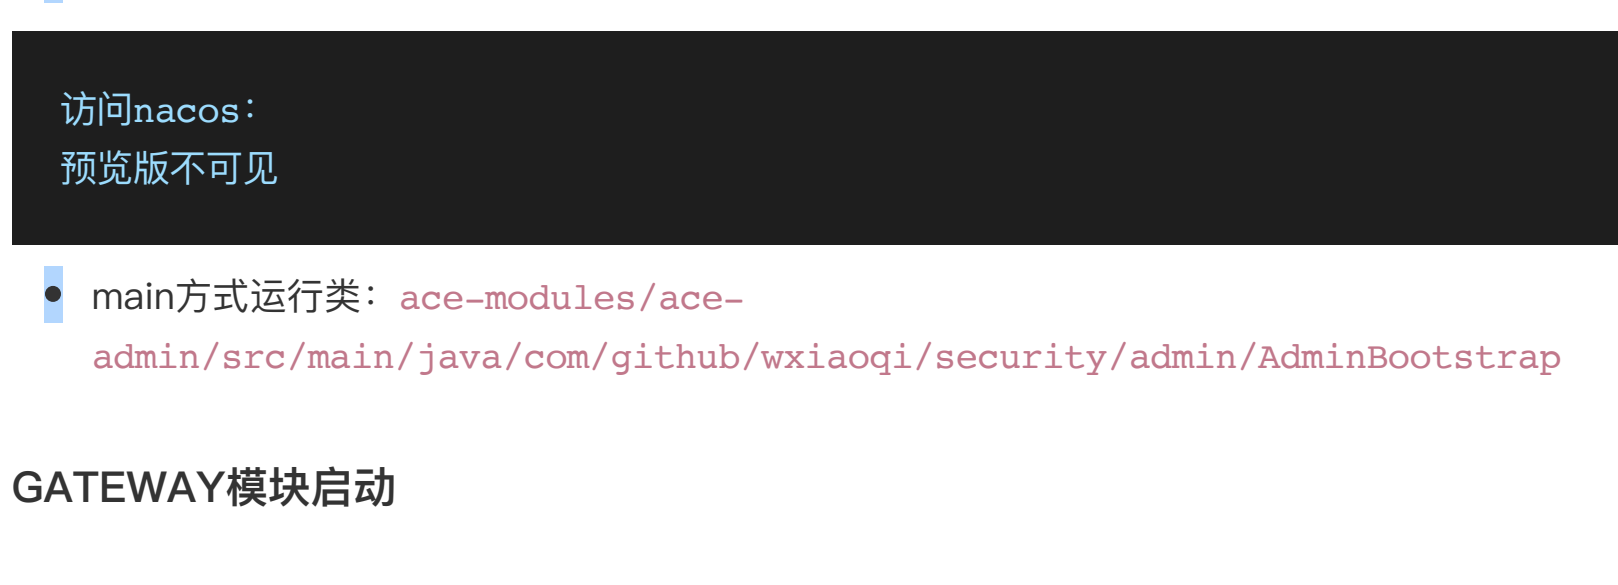 访问nacos：
预览版不可见
main方式运行类：ace-modules/ace-
admin/src/main/java/com/github/wxiaoqi/security/admin/AdminBootstrap
GATEWAY模块启动